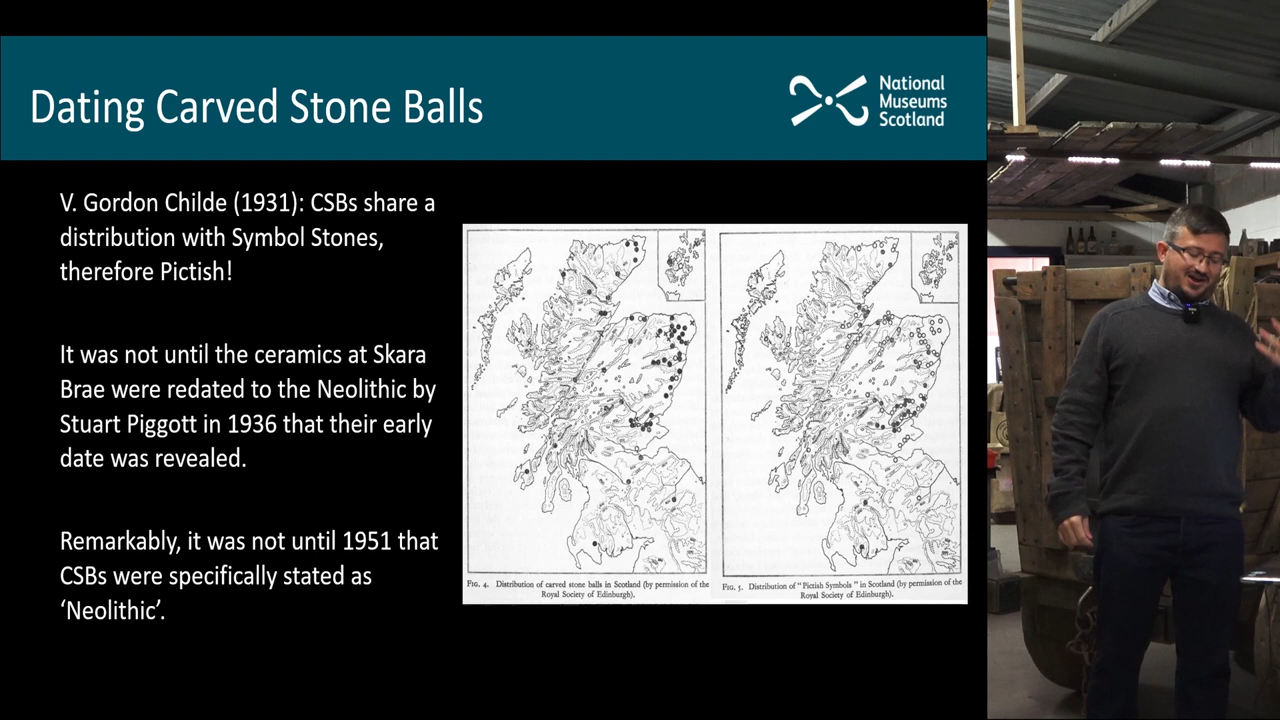 Dating Carved Stone Balls
National
Museums
Scotland
V. Gordon Childe (1931): CSBs share a
distribution with Symbol Stones,
therefore Pictish!
It was not until the ceramics at Skara
Brae were redated to the Neolithic by
Stuart Piggott in 1936 that their early
date was revealed.
Remarkably, it was not until 1951 that
CSBs were specifically stated as
‘Neolithic’.
Fig. 4. Distribution of carved stone balls in Scotland (by permission of the
Royal Society of Edinburgh).
Fig. 5. Distribution of "Pictish Symbols" in Scotland (by permission of the
Royal Society of Edinburgh).